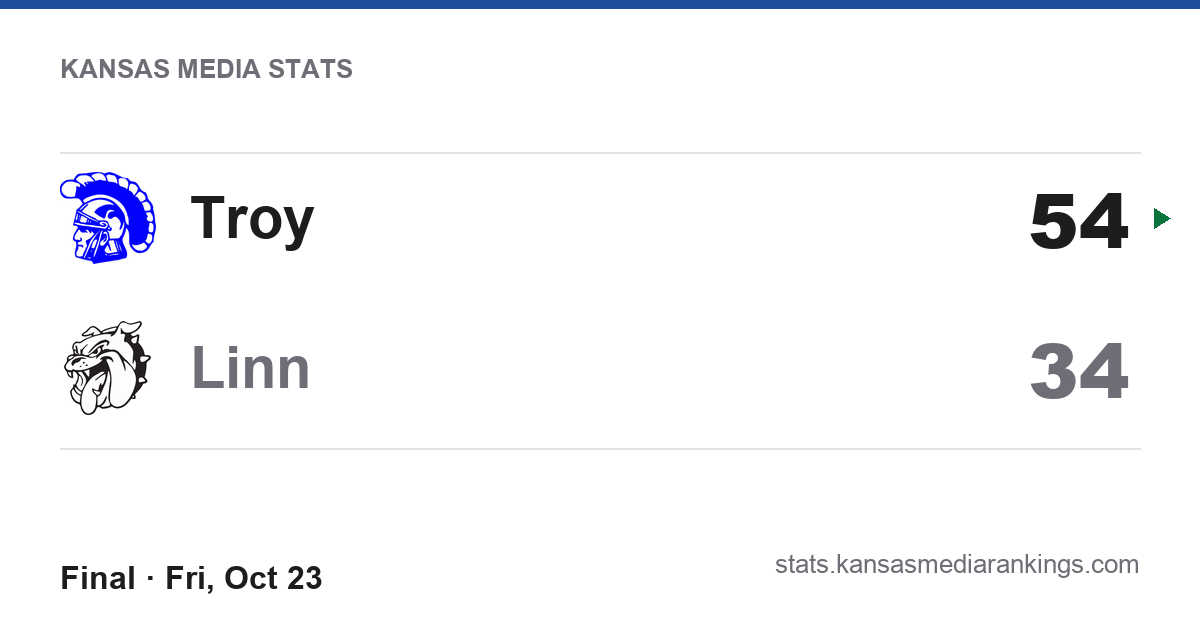 KANSAS MEDIA STATS
Troy 54
Linn 34
Final · Fri, Oct 23
stats.kansasmediarankings.com